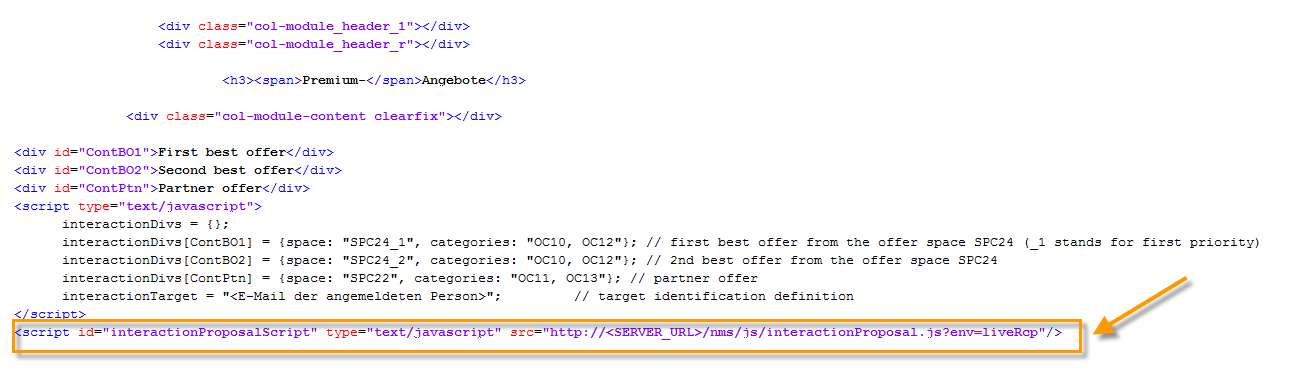 <div class="col-module_header_1"></div>
<div class="col-module_header_r"></div>
<h3><span>Premium-</span>Angebote</h3>
<div class="col-module-content clearfix"></div>
<div id="ContBO1">First best offer</div>
<div id="ContBO2">Second best offer</div>
<div id="ContPtn">Partner offer</div>
<script type="text/javascript">
interactionDivs = {};
interactionDivs[ContBO1] = {space: "SPC24_1", categories: "OC10, OC12"}; // first best offer from the offer space SPC24 (_1 stands for first priority)
interactionDivs[ContBO2] = {space: "SPC24_2", categories: "OC10, OC12"}; // 2nd best offer from the offer space SPC24
interactionDivs[ContPtn] = {space: "SPC22", categories: "OC11, OC13"}; // partner offer
interactionTarget = "<E-Mail der angemeldeten Person>"; // target identification definition
</script>
<script id="interactionProposalScript" type="text/javascript" src="http://<SERVER_URL>/nms/js/interactionProposal.js?env=liveRcp"/>